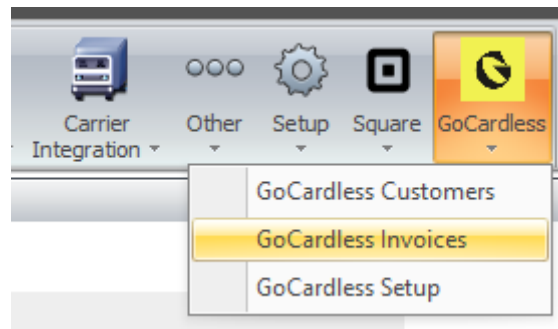 Carrier Integration
Other
Setup
Square
GoCardless
GoCardless Customers
GoCardless Invoices
GoCardless Setup